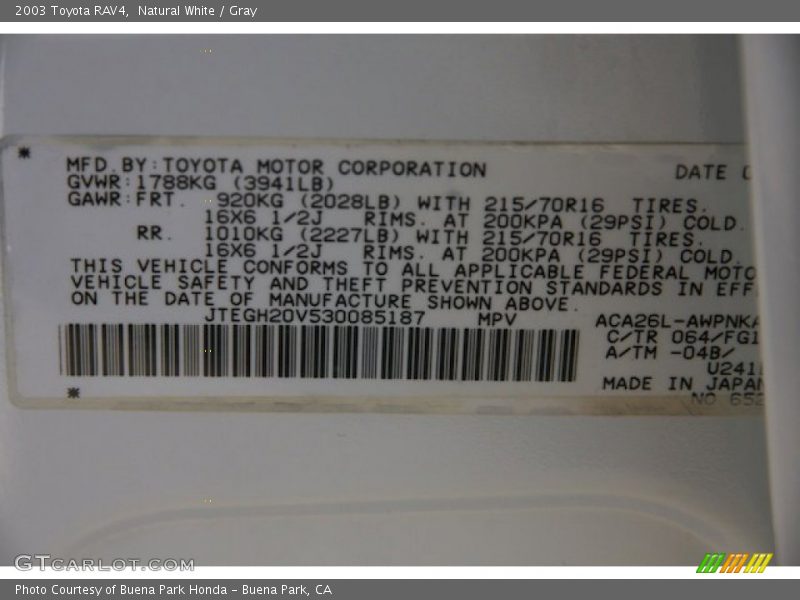 2003 Toyota RAV4, Natural White / Gray
MFD. BY: TOYOTA MOTOR CORPORATION DATE
GVWR: 1788KG (3941LB)
GAWR: FRT. 920KG (2028LB) WITH 215/70R16 TIRES.
16X6 1/2J RIMS. AT 200KPA (29PSI) COLD.
RR. 1010KG (2227LB) WITH 215/70R16 TIRES.
16X6 1/2J RIMS. AT 200KPA (29PSI) COLD.
THIS VEHICLE CONFORMS TO ALL APPLICABLE FEDERAL MOTO
VEHICLE SAFETY AND THEFT PREVENTION STANDARDS IN EFF
ON THE DATE OF MANUFACTURE SHOWN ABOVE.
JTEGH20V530085187 MPV ACA26L-AWPNKA
C/TR 064/FG1
A/TM -04B/
U241
MADE IN JAPAN
NO 652
GTCARLOT.COM
Photo Courtesy of Buena Park Honda - Buena Park, CA